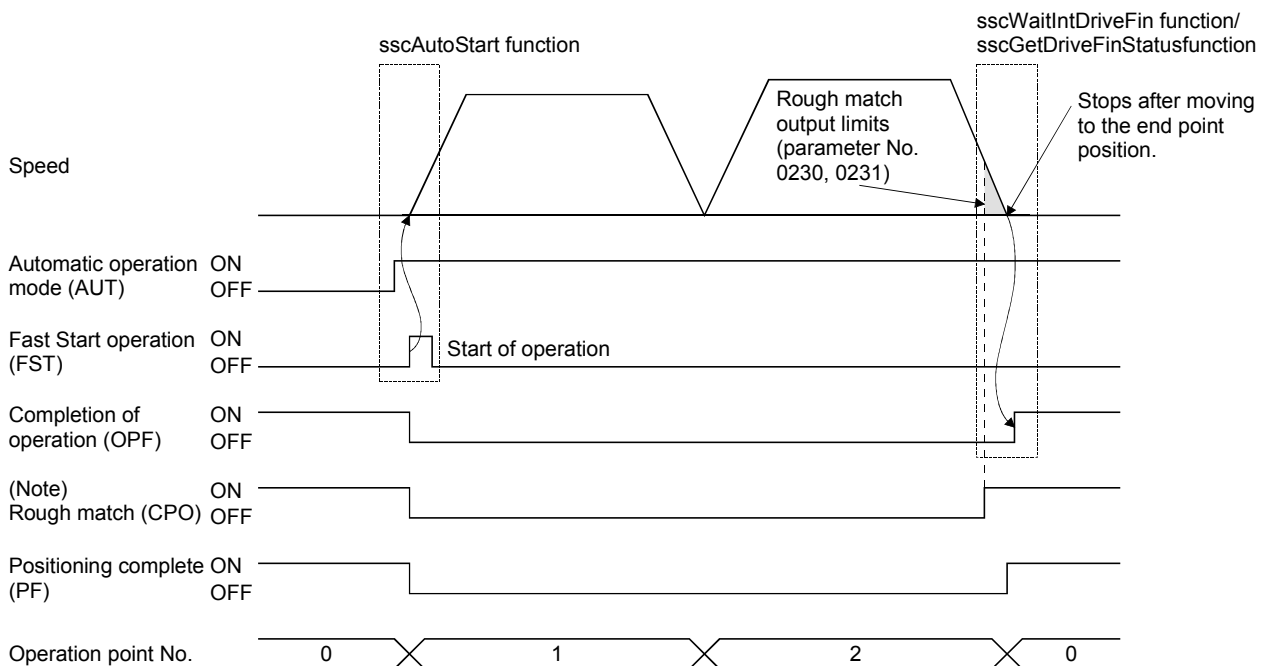 sscWaitIntDriveFin function/
sscGetDriveFinStatusfunction
sscAutoStart function
Rough match
output limits
(parameter No.
0230, 0231)
Stops after moving
to the end point
position.
Speed
Automatic operation ON
mode (AUT) OFF
Fast Start operation ON
(FST) OFF
Start of operation
Completion of ON
operation (OPF) OFF
(Note) ON
Rough match (CPO) OFF
Positioning complete ON
(PF) OFF
Operation point No. 0 1 2 0